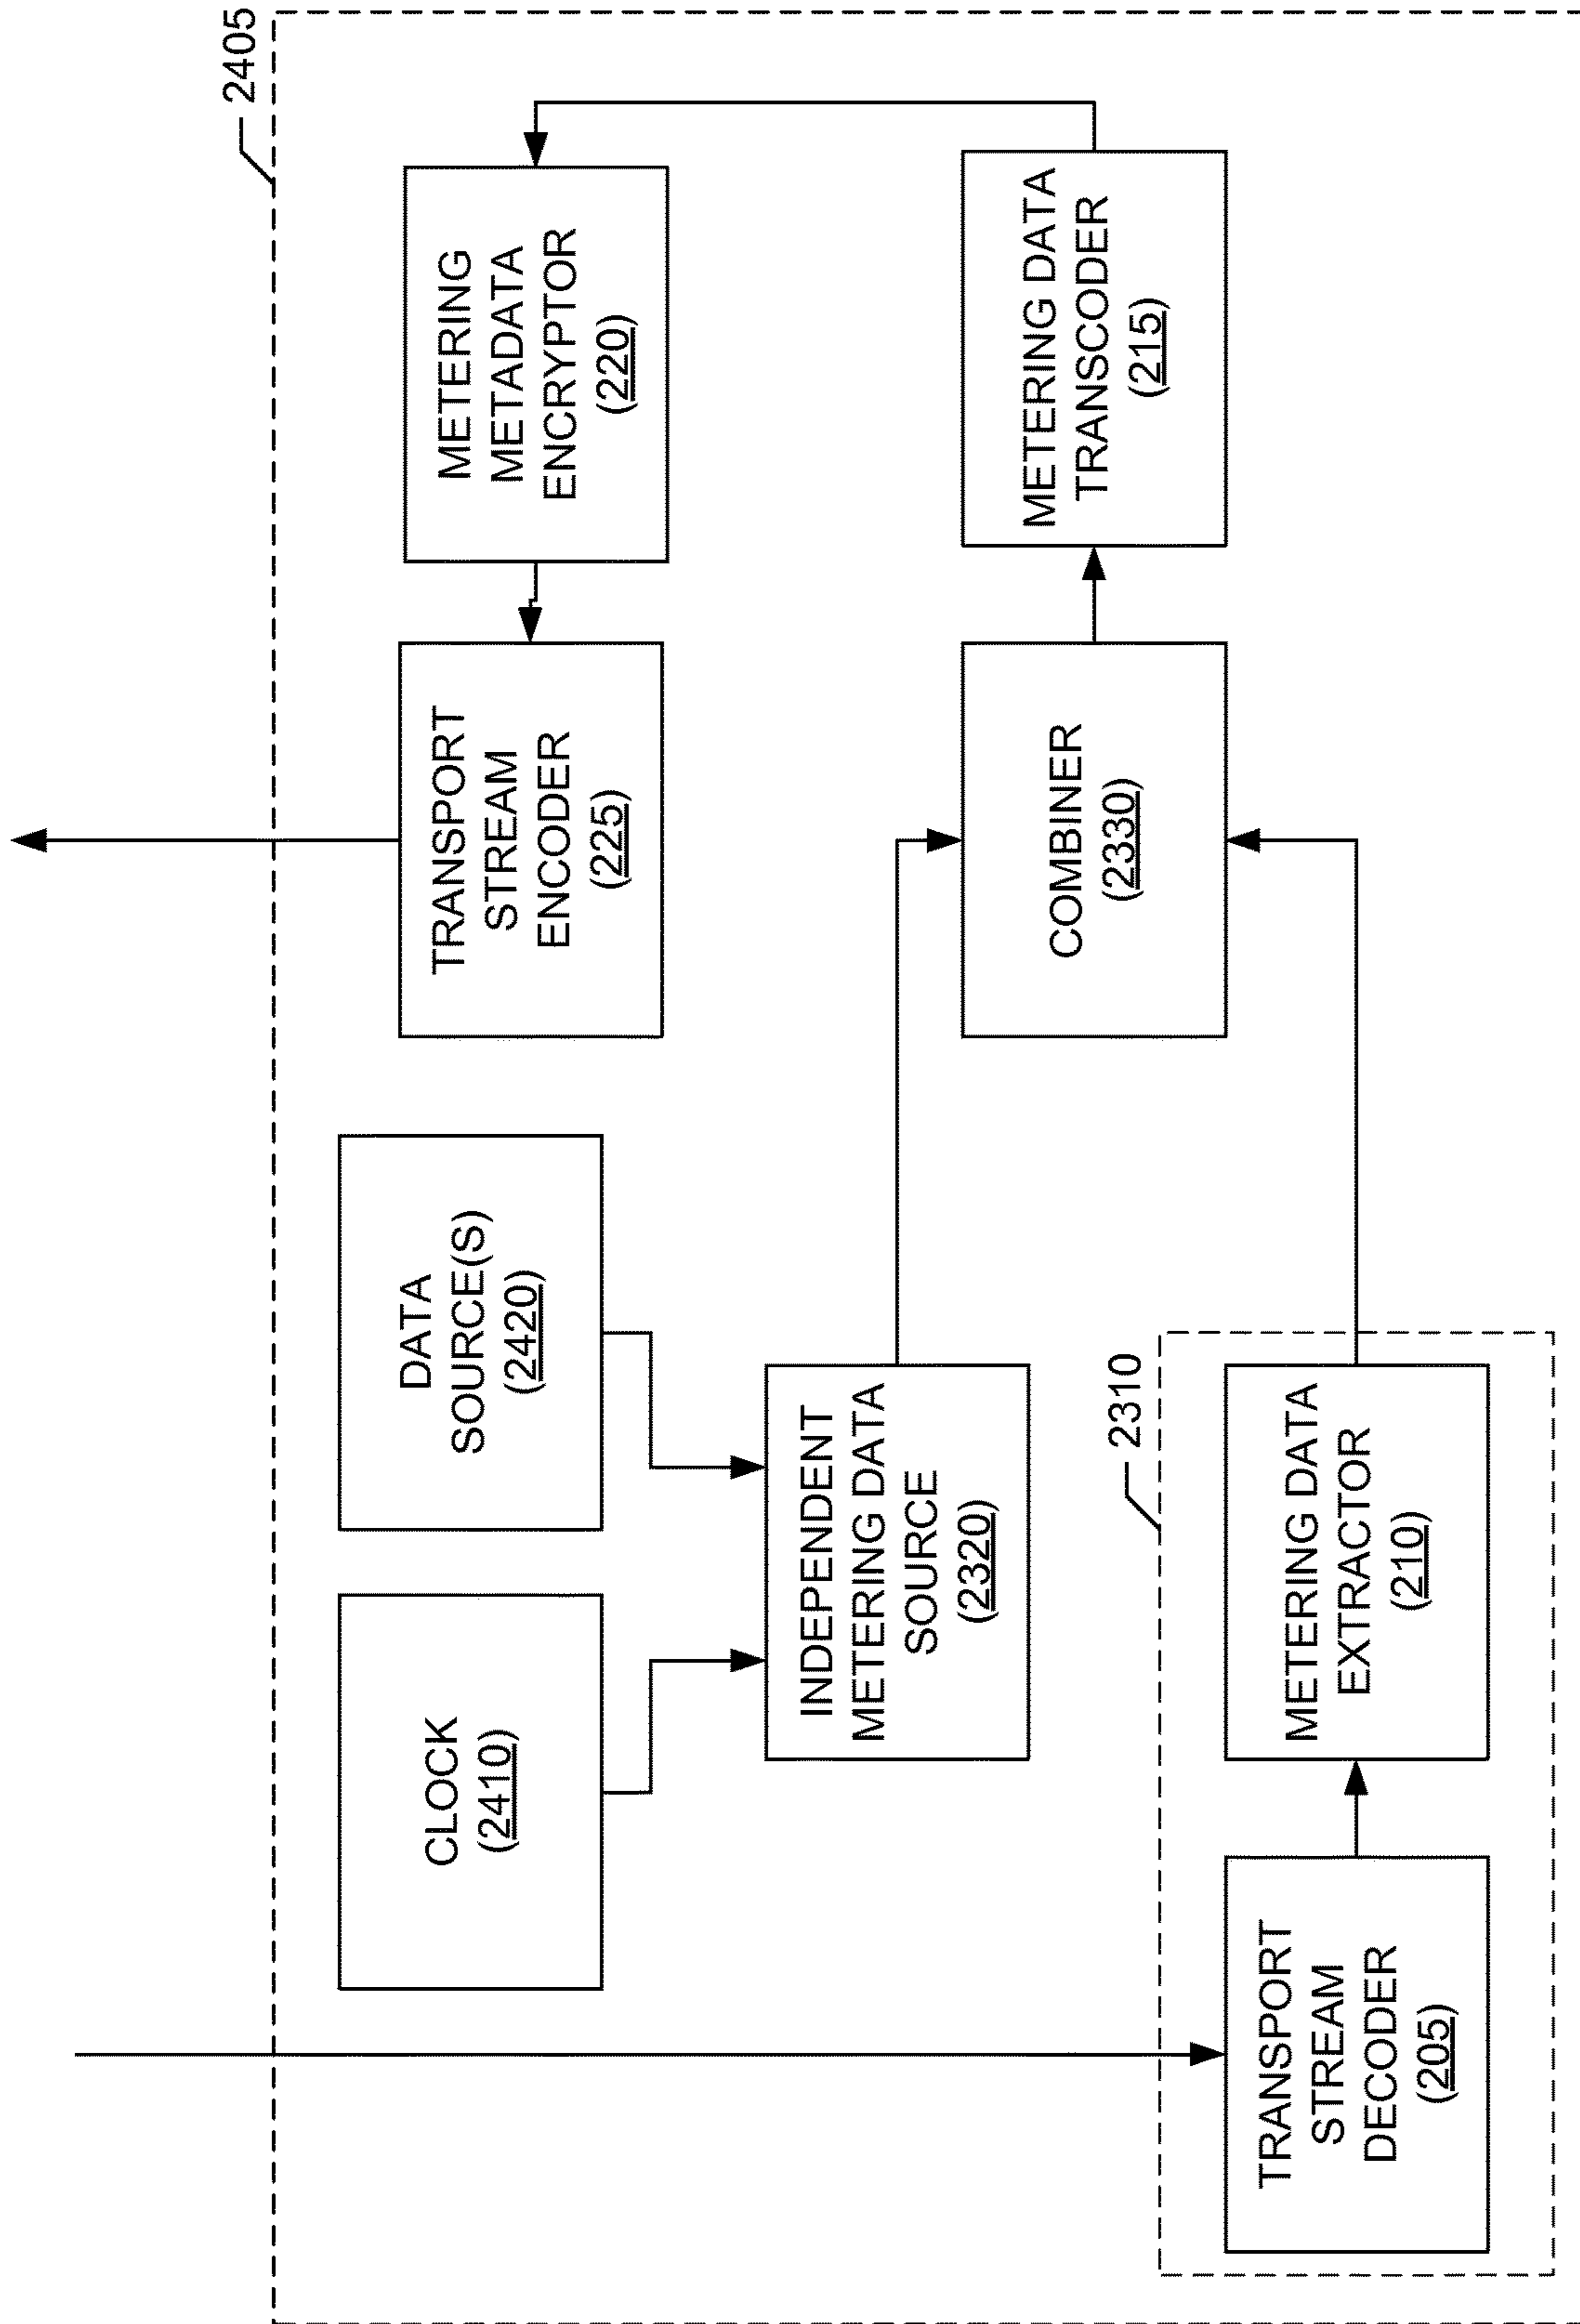 2405
CLOCK
(2410)
DATA
SOURCE(S)
(2420)
TRANSPORT
STREAM
ENCODER
(225)
METERING
METADATA
ENCRYPTOR
(220)
INDEPENDENT
METERING DATA
SOURCE
(2320)
COMBINER
(2330)
METERING DATA
TRANSCODER
(215)
2310
TRANSPORT
STREAM
DECODER
(205)
METERING DATA
EXTRACTOR
(210)